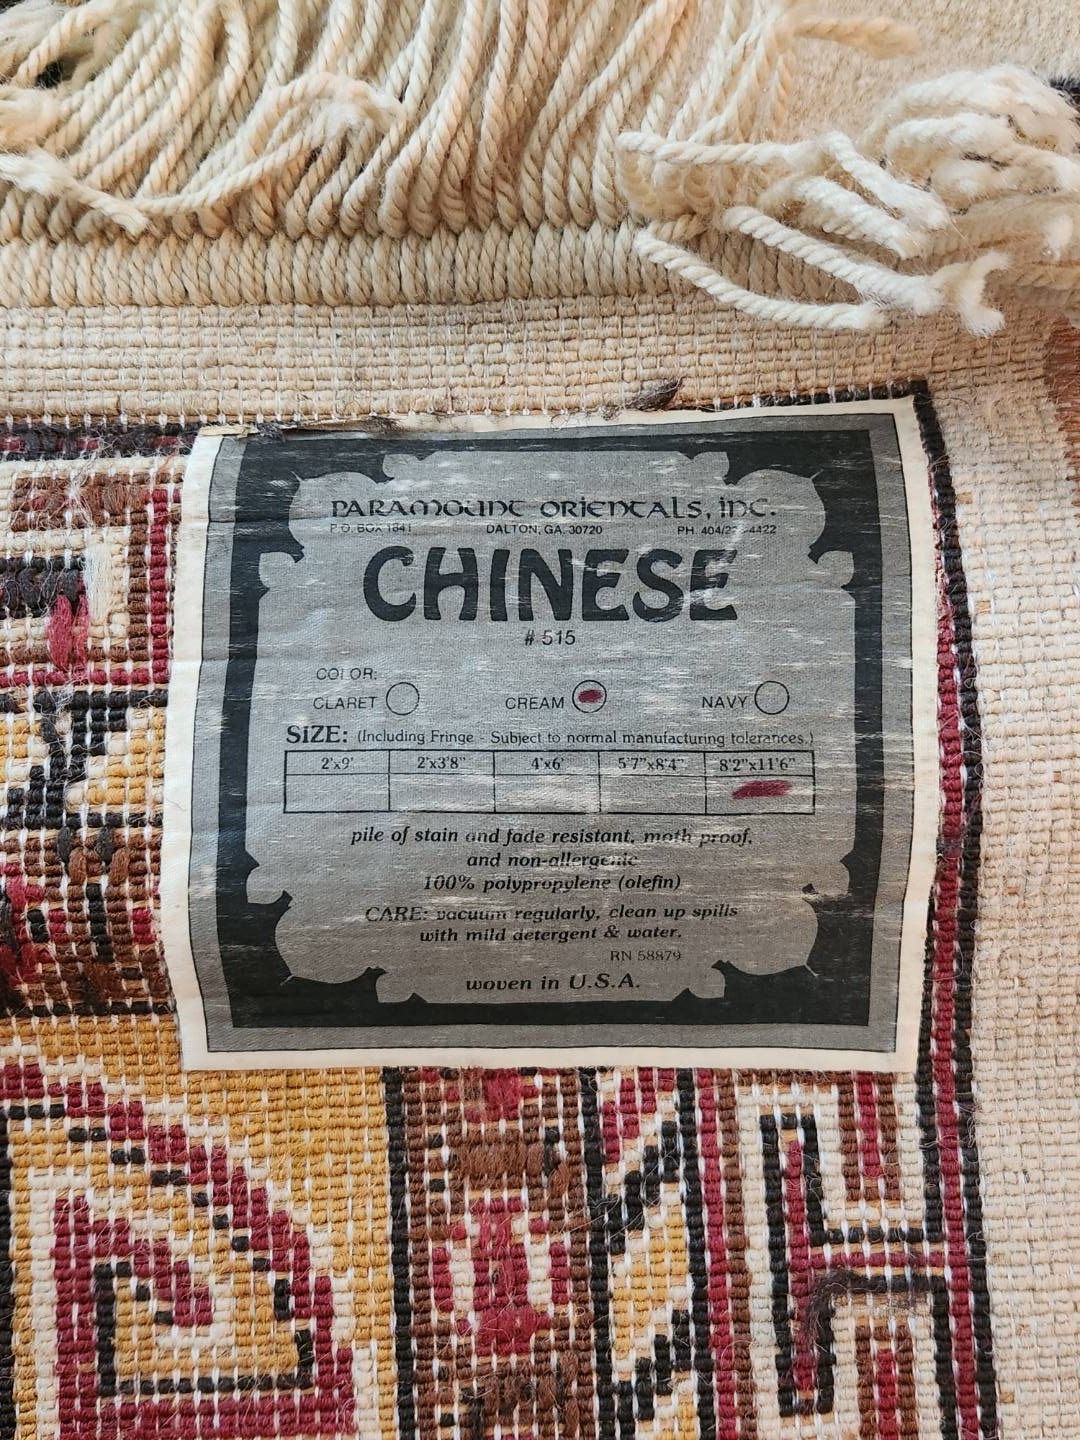 PARAMOUNT ORIENTALS, INC.
P.O. BOX 1841 DALTON, GA. 30720 PH. 404/
CHINESE
# 515
COLOR:
CLARET CREAM NAVY
SIZE: (Including Fringe - Subject to normal manufacturing tolerances.)
2'x9' 2'x3'8" 4'x6' 5'7"x8'4" 8'2"x11'6"
pile of stain and fade resistant, moth proof,
and non-allergenic
100% polypropylene (olefin)
CARE: vacuum regularly, clean up spills
with mild detergent & water.
RN 58879
woven in U.S.A.